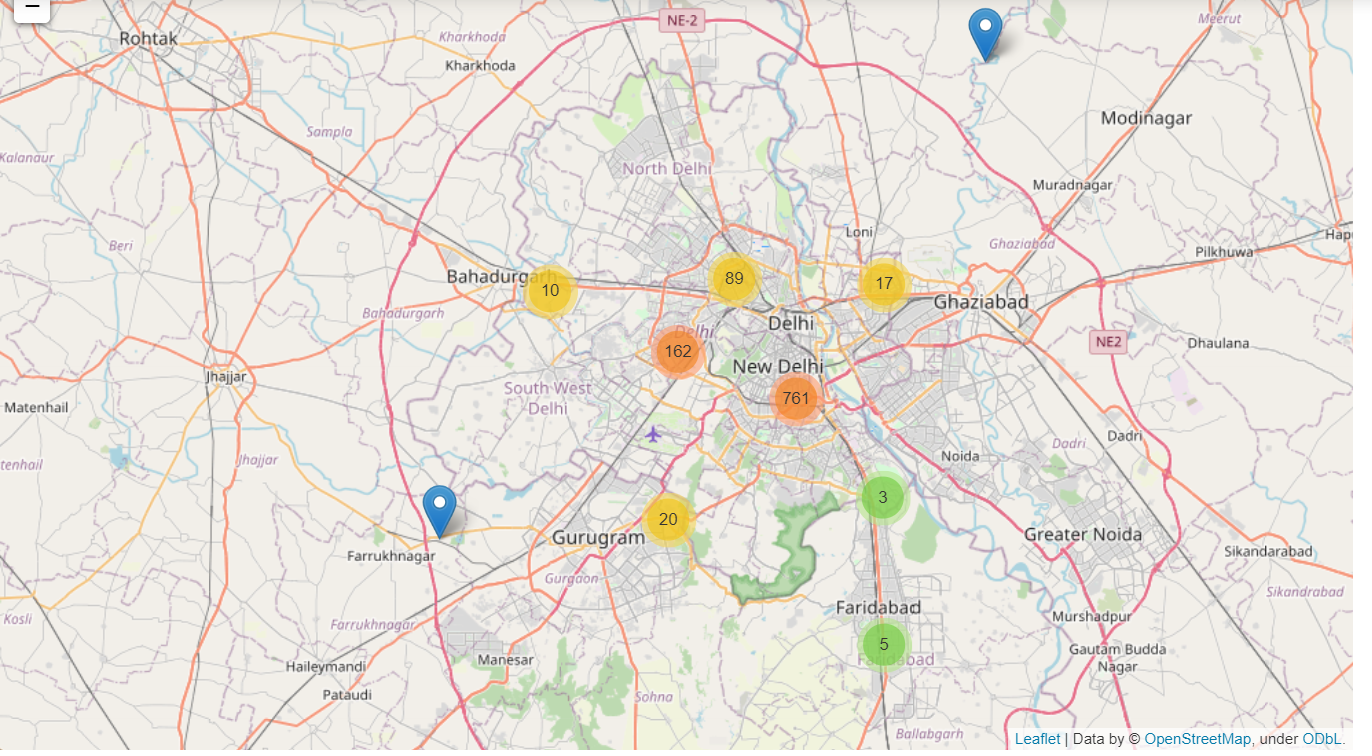 −
NE-2
Meerut
Rohtak
Kharkhoda
Kharkhoda
Modinagar
Sampla
Kalanaur
North Delhi
Muradnagar
Loni
Beri
Ghaziabad
Hapu
Pilkhuwa
Bahadurgarh
10
89
17
Ghaziabad
Bahadurgarh
Delhi
Delhi
NE2
Dhaulana
162
New Delhi
Jhajjar
South West
Delhi
761
Matenhail
Dadri
Dadri
Noida
tenhail
Jhajjar
3
20
Gurugram
Greater Noida
Farrukhnagar
Sikandarabad
Gurgaon
Sikandrabad
Faridabad
Kosli
Farrukhnagar
Murshadpur
5
Gautam Budda
Nagar
Manesar
Faridabad
Haileymandi
Pataudi
Sohna
Ballabgarh
Leaflet | Data by © OpenStreetMap, under ODbL.